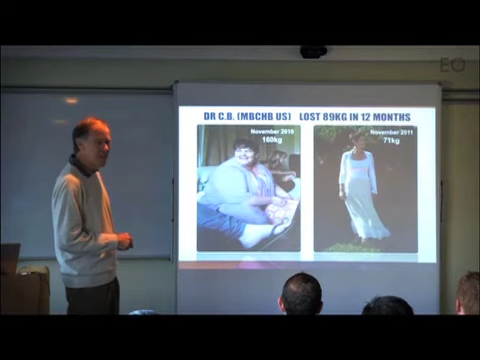 EO
DR C.B. (MBCHB US) LOST 89KG IN 12 MONTHS
November 2010
160kg
November 2011
71kg